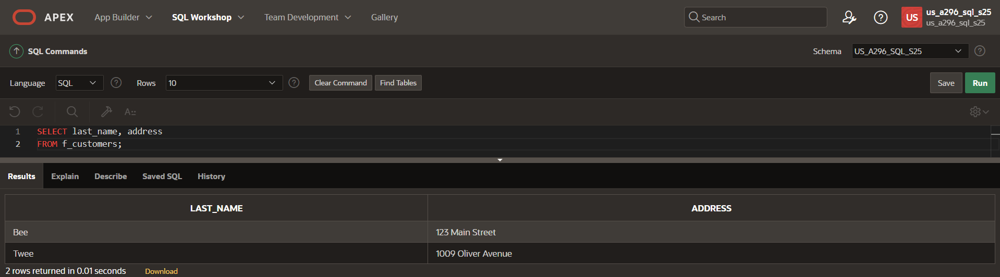 APEX App Builder SQL Workshop Team Development Gallery Search US us_a296_sql_s25
us_a296_sql_s25
SQL Commands Schema US_A296_SQL_S25
Language SQL Rows 10 Clear Command Find Tables Save Run
1 SELECT last_name, address
2 FROM f_customers;
Results Explain Describe Saved SQL History
LAST_NAME ADDRESS
Bee 123 Main Street
Twee 1009 Oliver Avenue
2 rows returned in 0.01 seconds Download